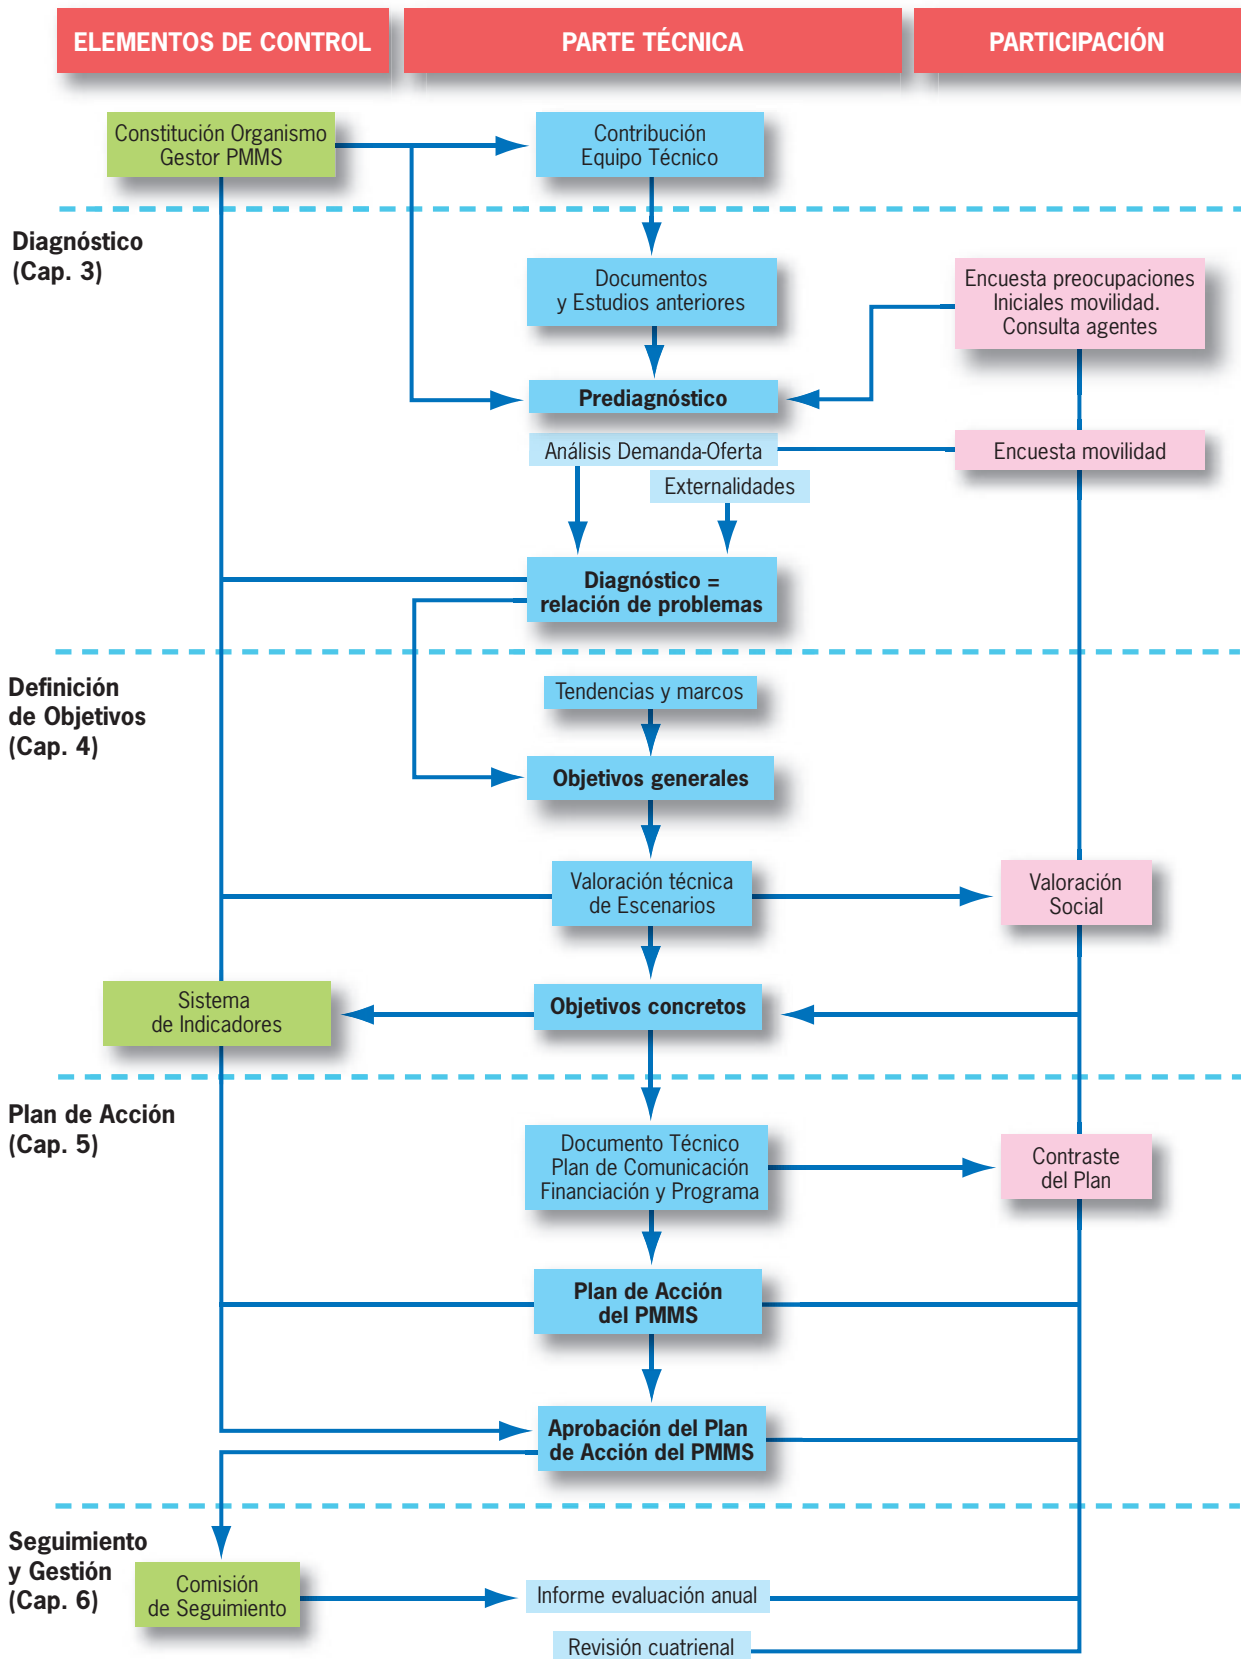 ELEMENTOS DE CONTROL
PARTE TÉCNICA
PARTICIPACIÓN
Constitución Organismo
Gestor PMMS
Contribución
Equipo Técnico
Diagnóstico
(Cap. 3)
Documentos
y Estudios anteriores
Encuesta preocupaciones
Iniciales movilidad.
Consulta agentes
Prediagnóstico
Análisis Demanda-Oferta
Encuesta movilidad
Externalidades
Diagnóstico =
relación de problemas
Definición
de Objetivos
(Cap. 4)
Tendencias y marcos
Objetivos generales
Valoración técnica
de Escenarios
Valoración
Social
Sistema
de Indicadores
Objetivos concretos
Plan de Acción
(Cap. 5)
Documento Técnico
Plan de Comunicación
Financiación y Programa
Contraste
del Plan
Plan de Acción
del PMMS
Aprobación del Plan
de Acción del PMMS
Seguimiento
y Gestión
(Cap. 6)
Comisión
de Seguimiento
Informe evaluación anual
Revisión cuatrienal